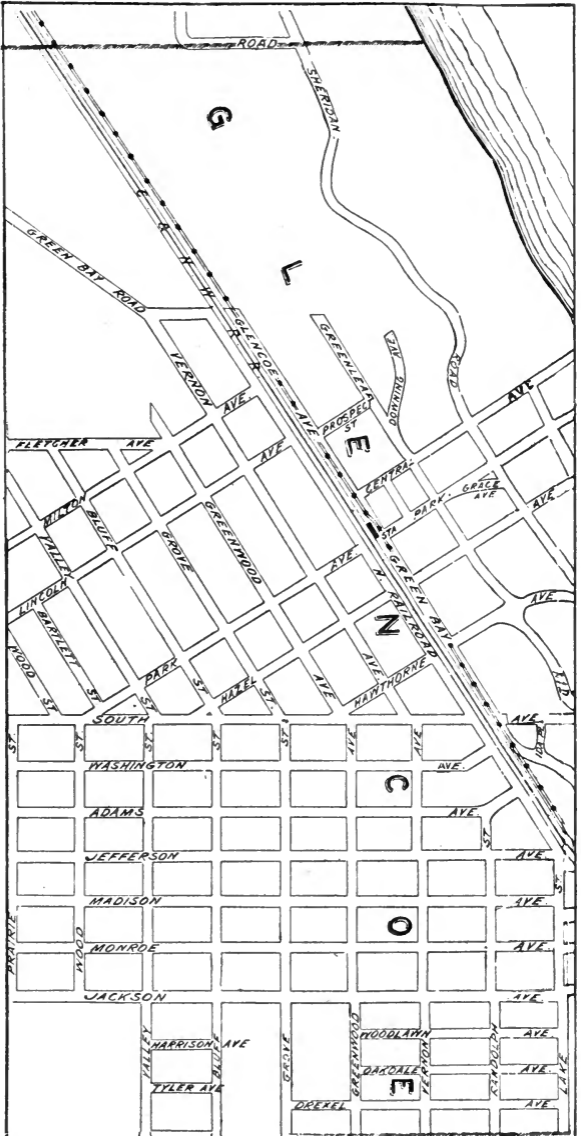 ROAD
SHERIDAN
ROAD
G L E N C O E
GREEN BAY ROAD
C & N W R R
GLENCOE AVE
GREENLEAF
DOWNING AVE
PROSPECT ST
VERNON AVE
AVE
FLETCHER AVE
CENTRAL
AVE
PARK
GRACE AVE
AVE
MILTON
BLUFF
GROVE
GREENWOOD
STA
GREEN BAY
N. RAILROAD
AVE.
VALLEY
LINCOLN
BARTLETT
WOOD
ST
ST
PARK
ST
HAZEL
ST
AVE
AVE
HAWTHORNE
AVE
SOUTH
AVE
ST
ST
ST
ST
ST
AVE
AVE
WASHINGTON
AVE.
ADAMS
AVE
ST
JEFFERSON
AVE.
ST
MADISON
AVE.
MONROE
AVE.
PRAIRIE
WOOD
JACKSON
AVE
VALLEY
HARRISON AVE
BLUFF
TYLER AVE
GROVE
GREENWOOD
WOODLAWN AVE
OAKDALE AVE
VERNON
RANDOLPH
LAKE
DREXEL AVE